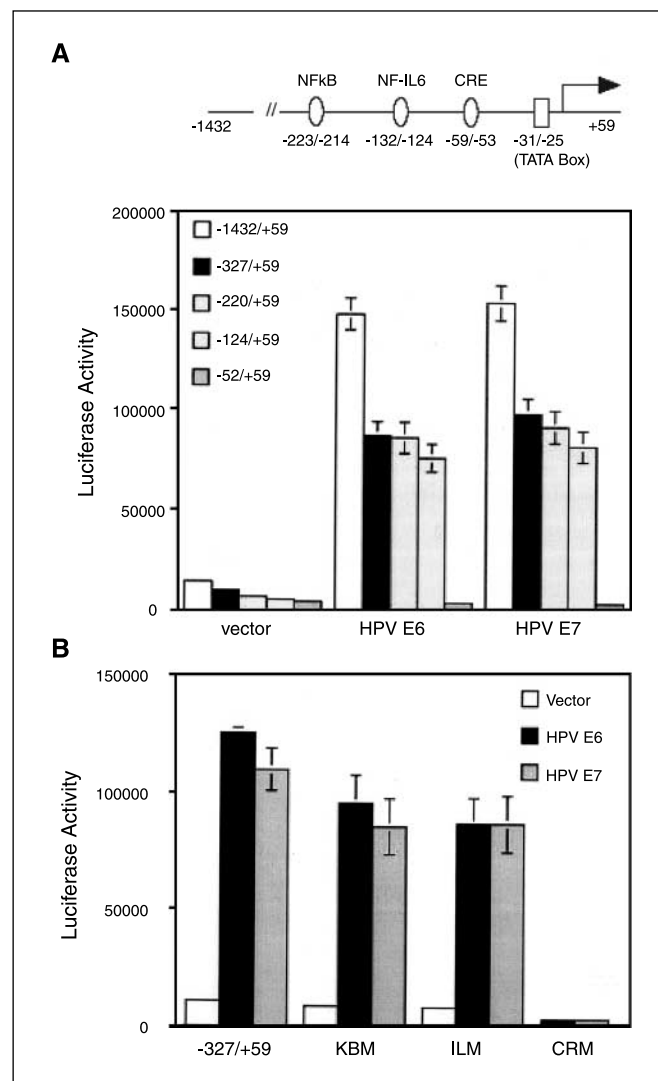 A
NFkB NF-IL6 CRE
-1432 // -223/-214 -132/-124 -59/-53 -31/-25 +59
(TATA Box)
200000
150000
100000
50000
0
Luciferase Activity
-1432/+59
-327/+59
-220/+59
-124/+59
-52/+59
vector HPV E6 HPV E7
B
150000
100000
50000
0
Luciferase Activity
Vector
HPV E6
HPV E7
-327/+59 KBM ILM CRM